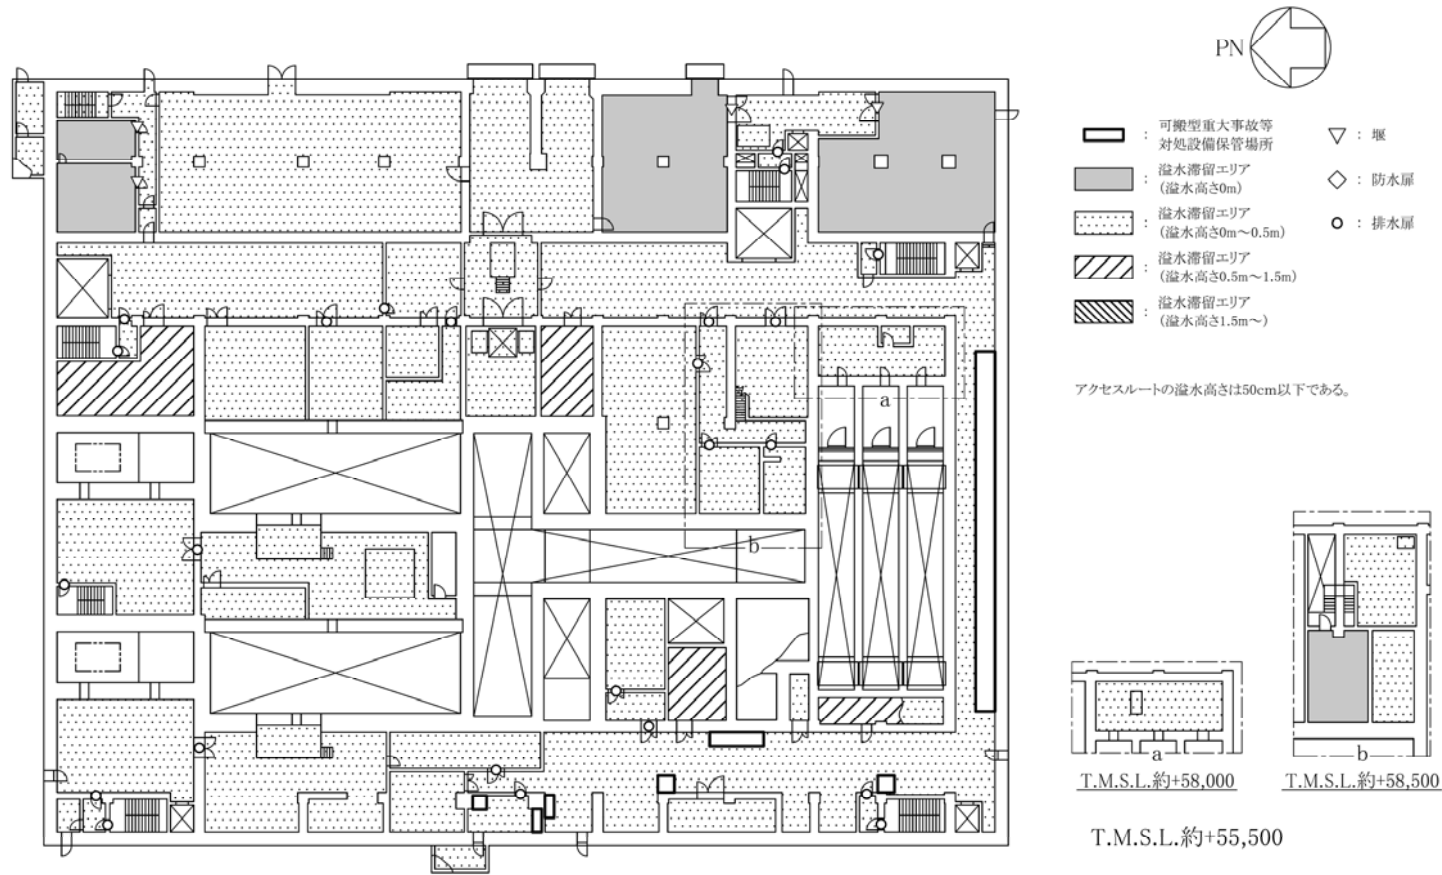 PN
: 可搬型重大事故等
対処設備保管場所
: 溢水滞留エリア
(溢水高さ0m)
: 溢水滞留エリア
(溢水高さ0m～0.5m)
: 溢水滞留エリア
(溢水高さ0.5m～1.5m)
: 溢水滞留エリア
(溢水高さ1.5m～)
: 堰
: 防水扉
: 排水扉
アクセスルートの溢水高さは50cm以下である。
a
b
a
T.M.S.L.約+58,000
b
T.M.S.L.約+58,500
T.M.S.L.約+55,500